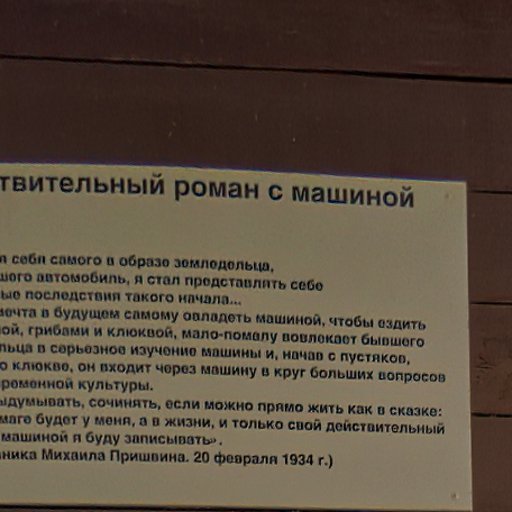 твительный роман с машиной
я себя самого в образе земледельца,
шего автомобиль, я стал представлять себе
ые последствия такого начала...
мечта в будущем самому овладеть машиной, чтобы ездить
ой, грибами и клюквой, мало-помалу вовлекает бывшего
льца в серьезное изучение машины и, начав с пустяков,
о клюкве, он входит через машину в круг больших вопросов
ременной культуры.
ыдумывать, сочинять, если можно прямо жить как в сказке:
маге будет у меня, а в жизни, и только свой действительный
машиной я буду записывать».
вника Михаила Пришвина. 20 февраля 1934 г.)